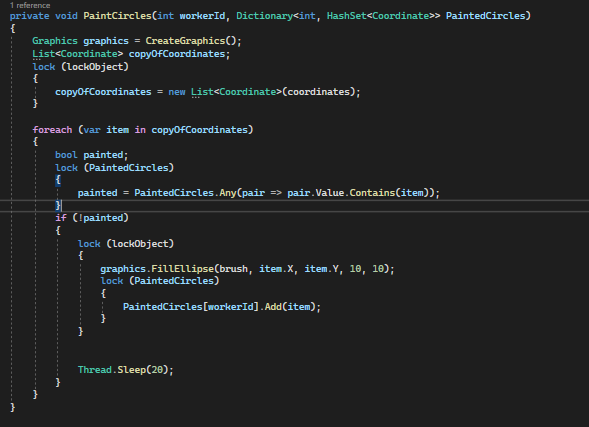 1 reference
private void PaintCircles(int workerId, Dictionary<int, HashSet<Coordinate>> PaintedCircles)
{
    Graphics graphics = CreateGraphics();
    List<Coordinate> copyOfCoordinates;
    lock (lockObject)
    {
        copyOfCoordinates = new List<Coordinate>(coordinates);
    }

    foreach (var item in copyOfCoordinates)
    {
        bool painted;
        lock (PaintedCircles)
        {
            painted = PaintedCircles.Any(pair => pair.Value.Contains(item));
        }
        if (!painted)
        {
            lock (lockObject)
            {
                graphics.FillEllipse(brush, item.X, item.Y, 10, 10);
                lock (PaintedCircles)
                {
                    PaintedCircles[workerId].Add(item);
                }
            }


            Thread.Sleep(20);
        }
    }
}